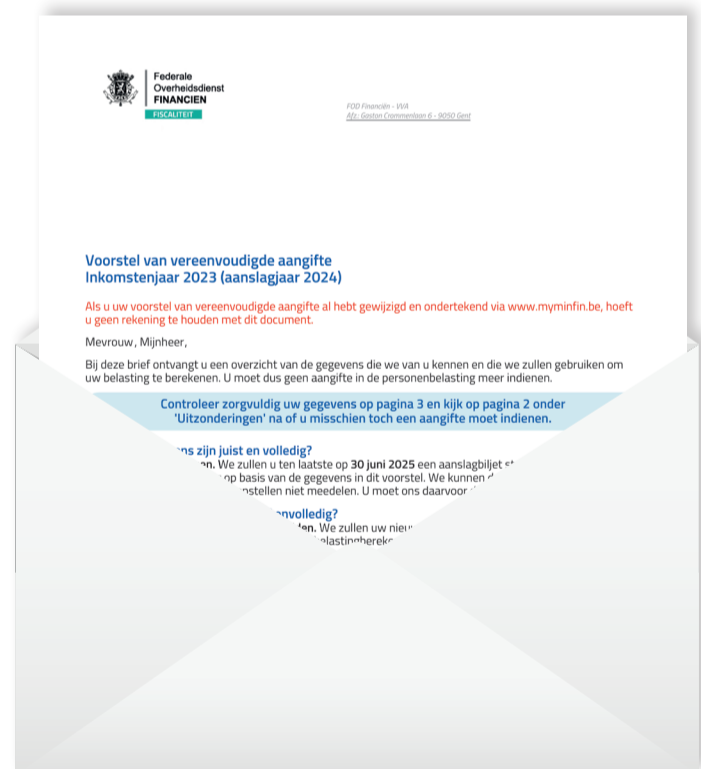 Federale
Overheidsdienst
FINANCIEN
FISCALITEIT
FOD Financiën - VVA
Afz.: Gaston Crommenlaan 6 - 9050 Gent
Voorstel van vereenvoudigde aangifte
Inkomstenjaar 2023 (aanslagjaar 2024)
Als u uw voorstel van vereenvoudigde aangifte al hebt gewijzigd en ondertekend via www.myminfin.be, hoeft
u geen rekening te houden met dit document.
Mevrouw, Mijnheer,
Bij deze brief ontvangt u een overzicht van de gegevens die we van u kennen en die we zullen gebruiken om
uw belasting te berekenen. U moet dus geen aangifte in de personenbelasting meer indienen.
Controleer zorgvuldig uw gegevens op pagina 3 en kijk op pagina 2 onder
'Uitzonderingen' na of u misschien toch een aangifte moet indienen.
zijn juist en volledig?
We zullen u ten laatste op 30 juni 2025 een aanslagbiljet
op basis van de gegevens in dit voorstel. We kunnen
niet meedelen. U moet ons daarvoor
We zullen uw